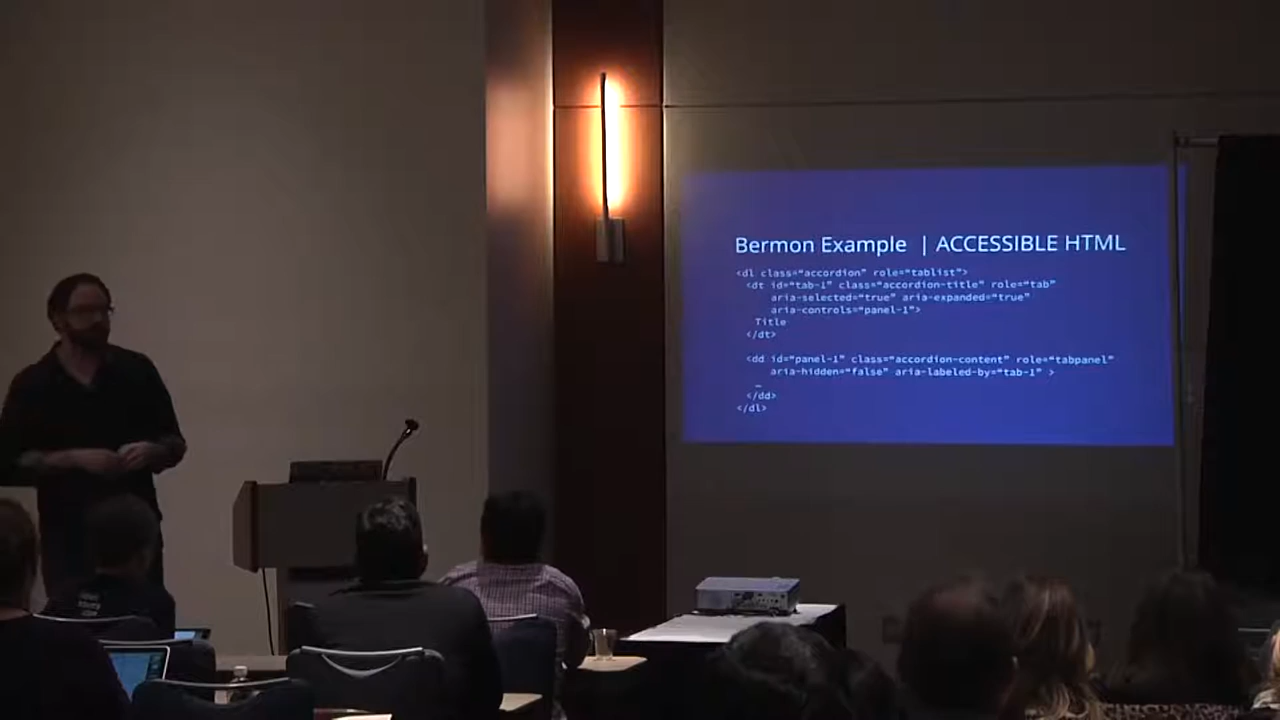 Bermon Example | ACCESSIBLE HTML
<dl class="accordion" role="tablist">
<dt id="tab-1" class="accordion-title" role="tab"
aria-selected="true" aria-expanded="true"
aria-controls="panel-1">
Title
</dt>
<dd id="panel-1" class="accordion-content" role="tabpanel"
aria-hidden="false" aria-labeled-by="tab-1" >
…
</dd>
</dl>